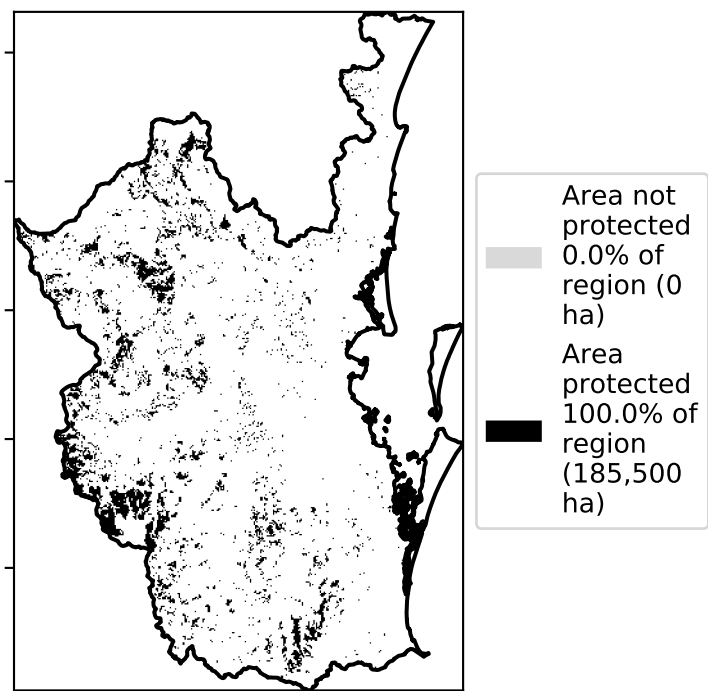 Area not
protected
0.0% of
region (0
ha)
Area
protected
100.0% of
region
(185,500
ha)